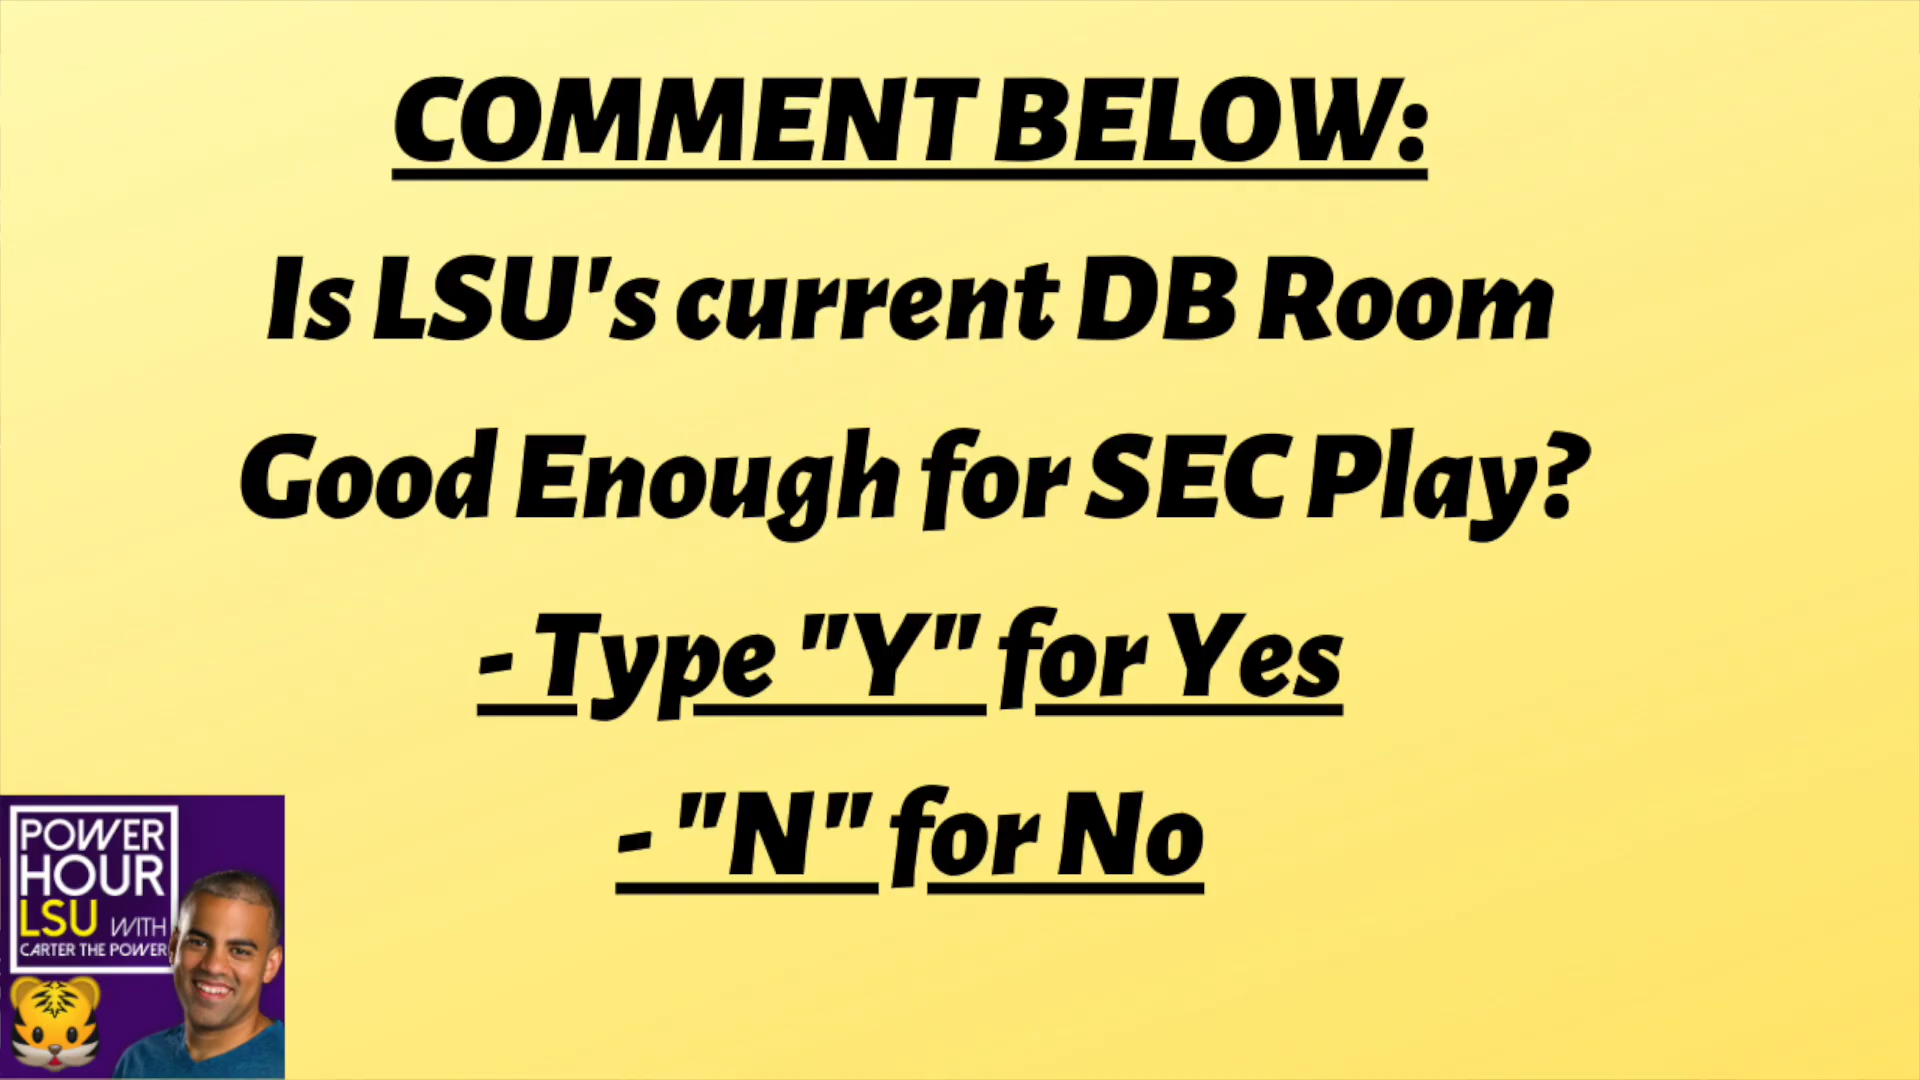 COMMENT BELOW:
Is LSU's current DB Room
Good Enough for SEC Play?
- Type "Y" for Yes
- "N" for No
POWER
HOUR
LSU WITH
CARTER THE POWER